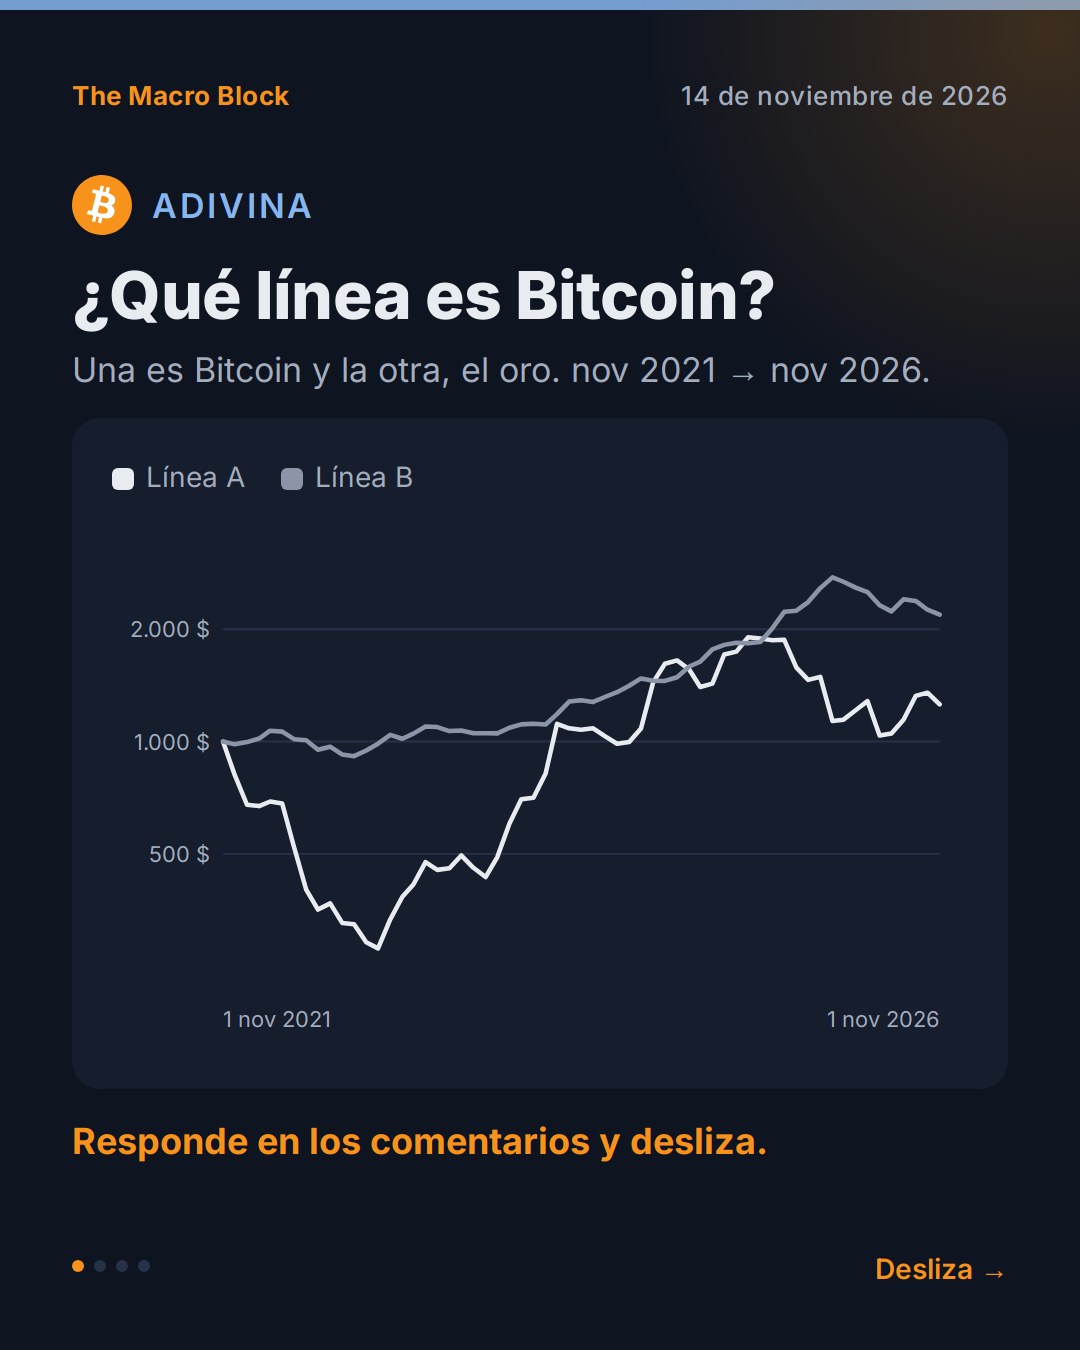 The Macro Block
14 de noviembre de 2026
ADIVINA
¿Qué línea es Bitcoin?
Una es Bitcoin y la otra, el oro. nov 2021 → nov 2026.
Línea A
Línea B
2.000 $
1.000 $
500 $
1 nov 2021
1 nov 2026
Responde en los comentarios y desliza.
Desliza →